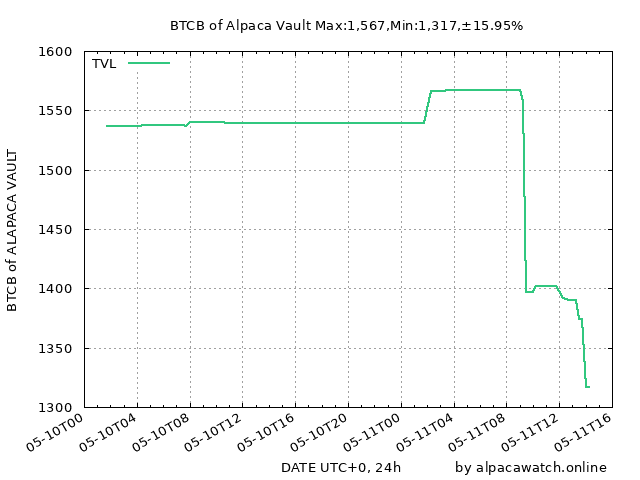 BTCB of Alpaca Vault Max:1,567,Min:1,317,±15.95%
TVL
1600
1550
1500
1450
1400
1350
1300
BTCB of ALAPACA VAULT
05-10T00
05-10T04
05-10T08
05-10T12
05-10T16
05-10T20
05-11T00
05-11T04
05-11T08
05-11T12
05-11T16
DATE UTC+0, 24h
by alpacawatch.online